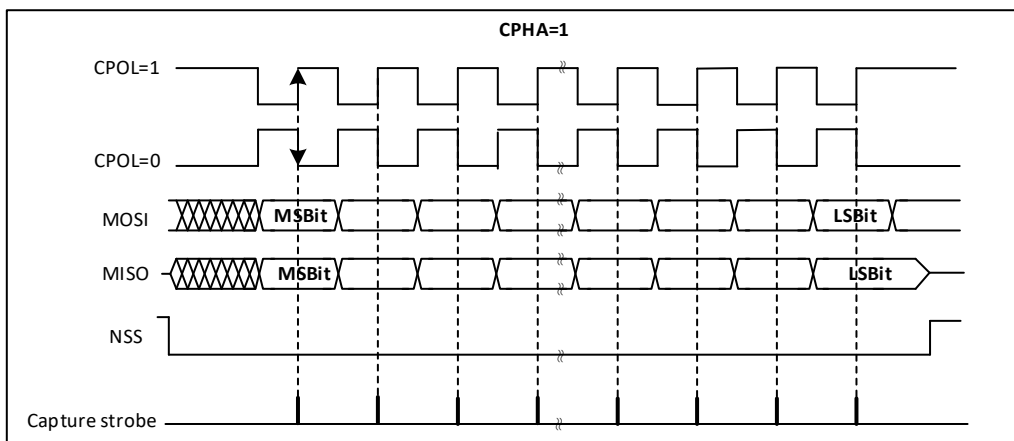 CPHA=1
CPOL=1
CPOL=0
MOSI MSBit LSBit
MISO MSBit LSBit
NSS
Capture strobe